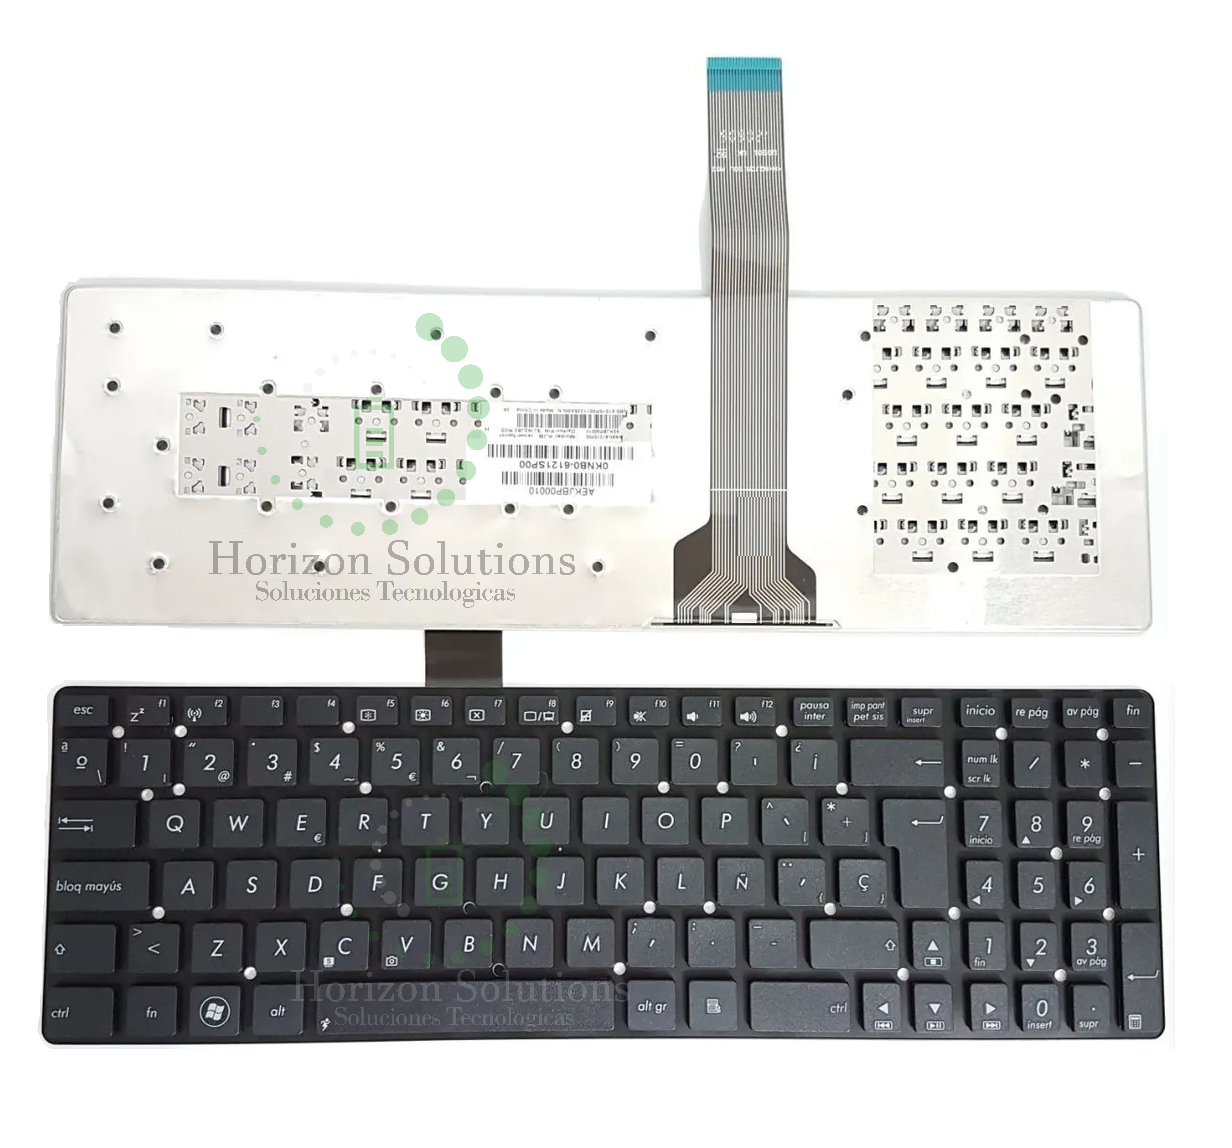 Horizon Solutions
Soluciones Tecnologicas
0KNB0-6121SP00
AEKJBP00010
esc f1 f2 f3 f4 f5 f6 f7 f8 f9 f10 f11 f12 pausa inter imp pant pet sis supr insert inicio re pág av pág fin
ª º \ ! 1 | " 2 @ · 3 # $ 4 ~ % 5 € & 6 ¬ / 7 ( 8 ) 9 = 0 ? ' ¿ ¡ num lk scr lk / * −
Q W E € R T Y U I O P ^ ` [ * + ] 7 inicio 8 9 re pág +
bloq mayús A S D F G H J K L Ñ ¨ ´ { Ç } 4 5 6
> < Z X C V B N M ; , : . _ - 1 fin 2 3 av pág
ctrl fn alt alt gr ctrl 0 insert . supr
Horizon Solutions
Soluciones Tecnologicas